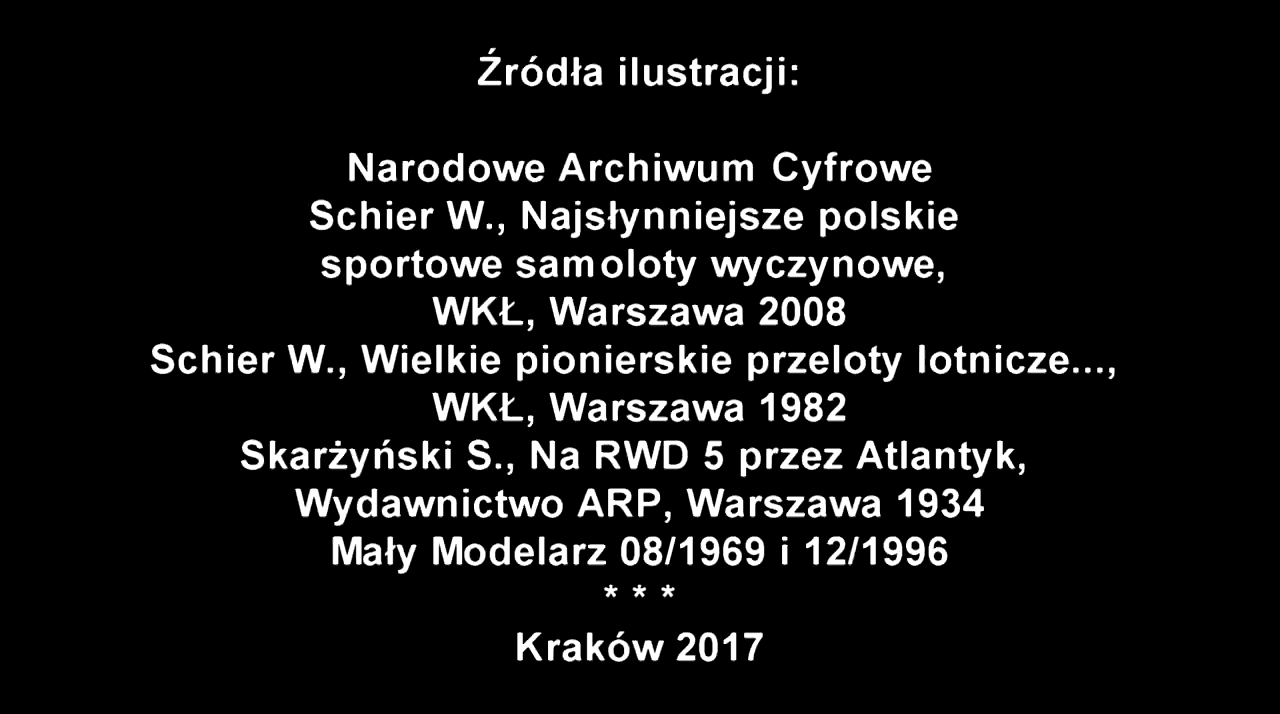 Źródła ilustracji:
Narodowe Archiwum Cyfrowe
Schier W., Najsłynniejsze polskie
sportowe samoloty wyczynowe,
WKŁ, Warszawa 2008
Schier W., Wielkie pionierskie przeloty lotnicze...,
WKŁ, Warszawa 1982
Skarżyński S., Na RWD 5 przez Atlantyk,
Wydawnictwo ARP, Warszawa 1934
Mały Modelarz 08/1969 i 12/1996
* * *
Kraków 2017